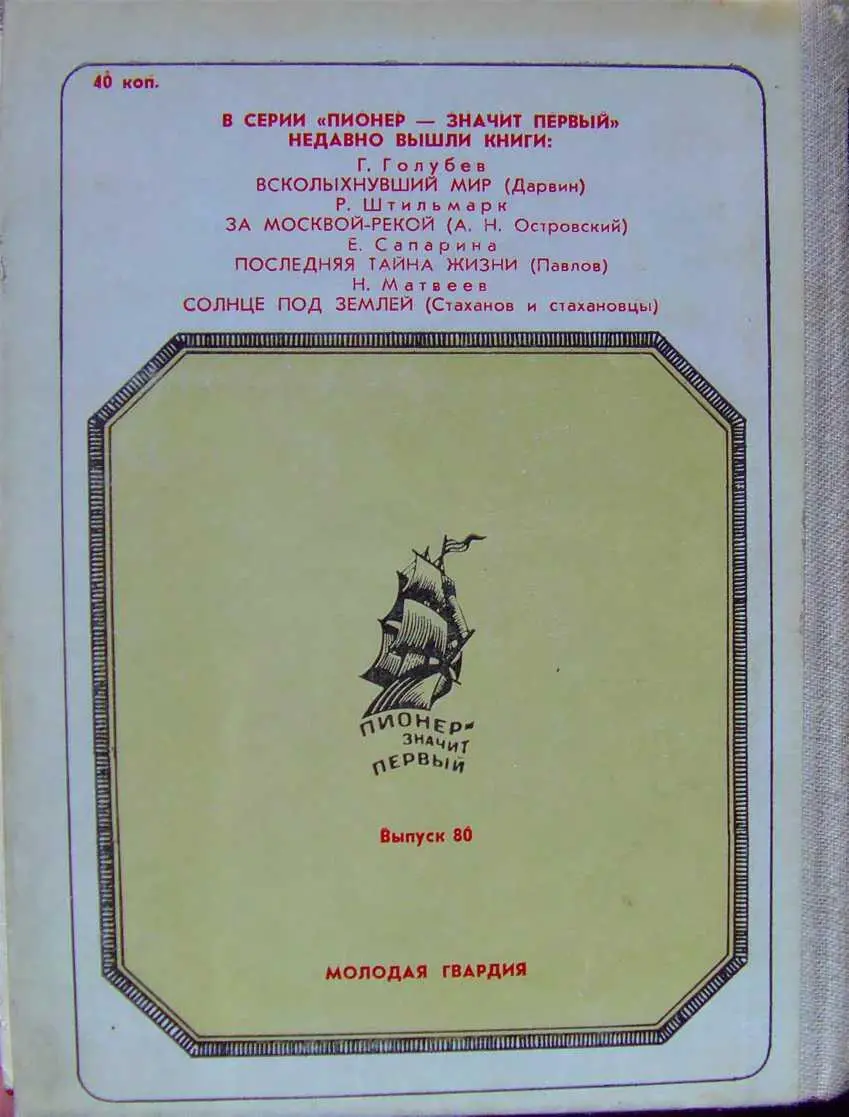 40 коп.
В СЕРИИ «ПИОНЕР — ЗНАЧИТ ПЕРВЫЙ»
НЕДАВНО ВЫШЛИ КНИГИ:
Г. Голубев
ВСКОЛЫХНУВШИЙ МИР (Дарвин)
Р. Штильмарк
ЗА МОСКВОЙ-РЕКОЙ (А. Н. Островский)
Е. Сапарина
ПОСЛЕДНЯЯ ТАЙНА ЖИЗНИ (Павлов)
Н. Матвеев
СОЛНЦЕ ПОД ЗЕМЛЕЙ (Стаханов и стахановцы)
ПИОНЕР-
ЗНАЧИТ
ПЕРВЫЙ
Выпуск 80
МОЛОДАЯ ГВАРДИЯ